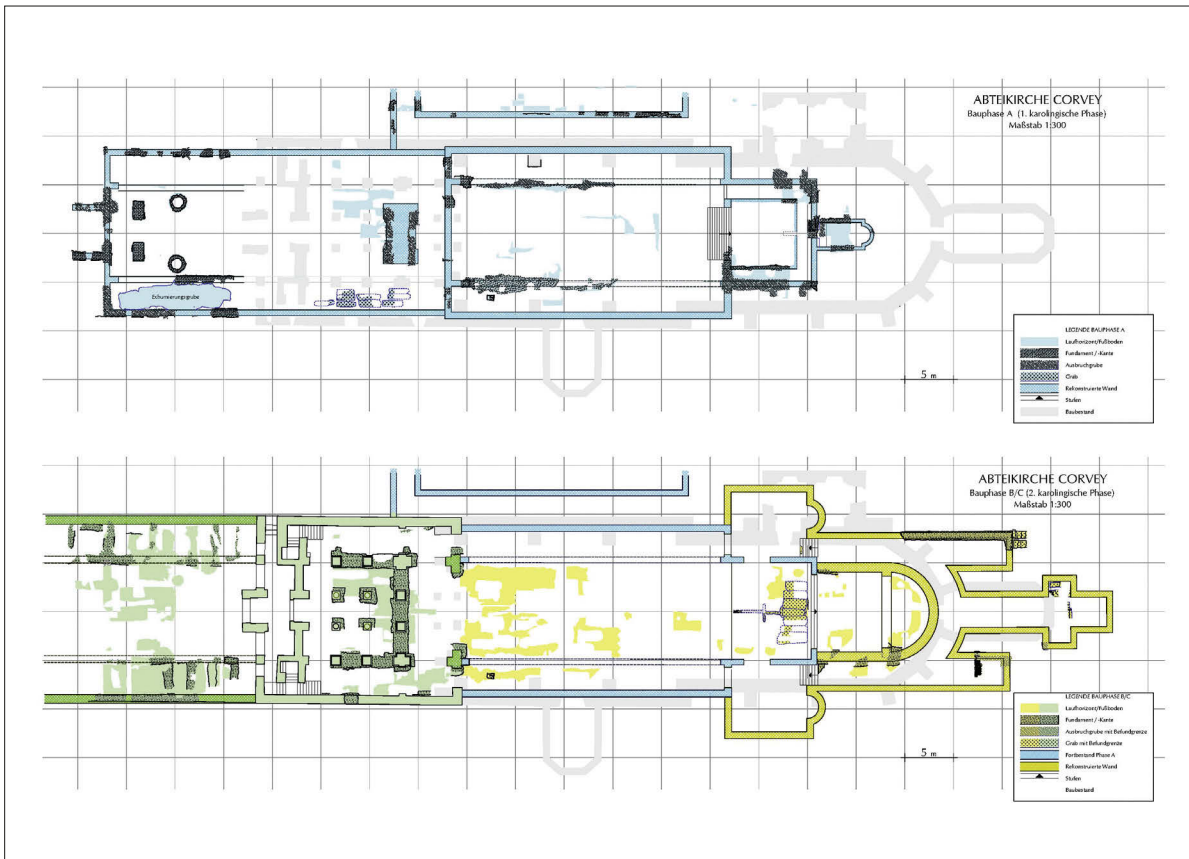 ABTEIKIRCHE CORVEY
Bauphase A (1. karolingische Phase)
Maßstab 1:300
Exhumierungsgrube
LEGENDE BAUPHASE A
Laufhorizont/Fußboden
Fundament / -Kante
Ausbruchgrube
Grab
Rekonstruierte Wand
Stufen
Baubestand
5 m
ABTEIKIRCHE CORVEY
Bauphase B/C (2. karolingische Phase)
Maßstab 1:300
LEGENDE BAUPHASE B/C
Laufhorizont/Fußboden
Fundament / -Kante
Ausbruchgrube mit Befundgrenze
Grab mit Befundgrenze
Fortbestand Phase A
Rekonstruierte Wand
Stufen
Baubestand
5 m